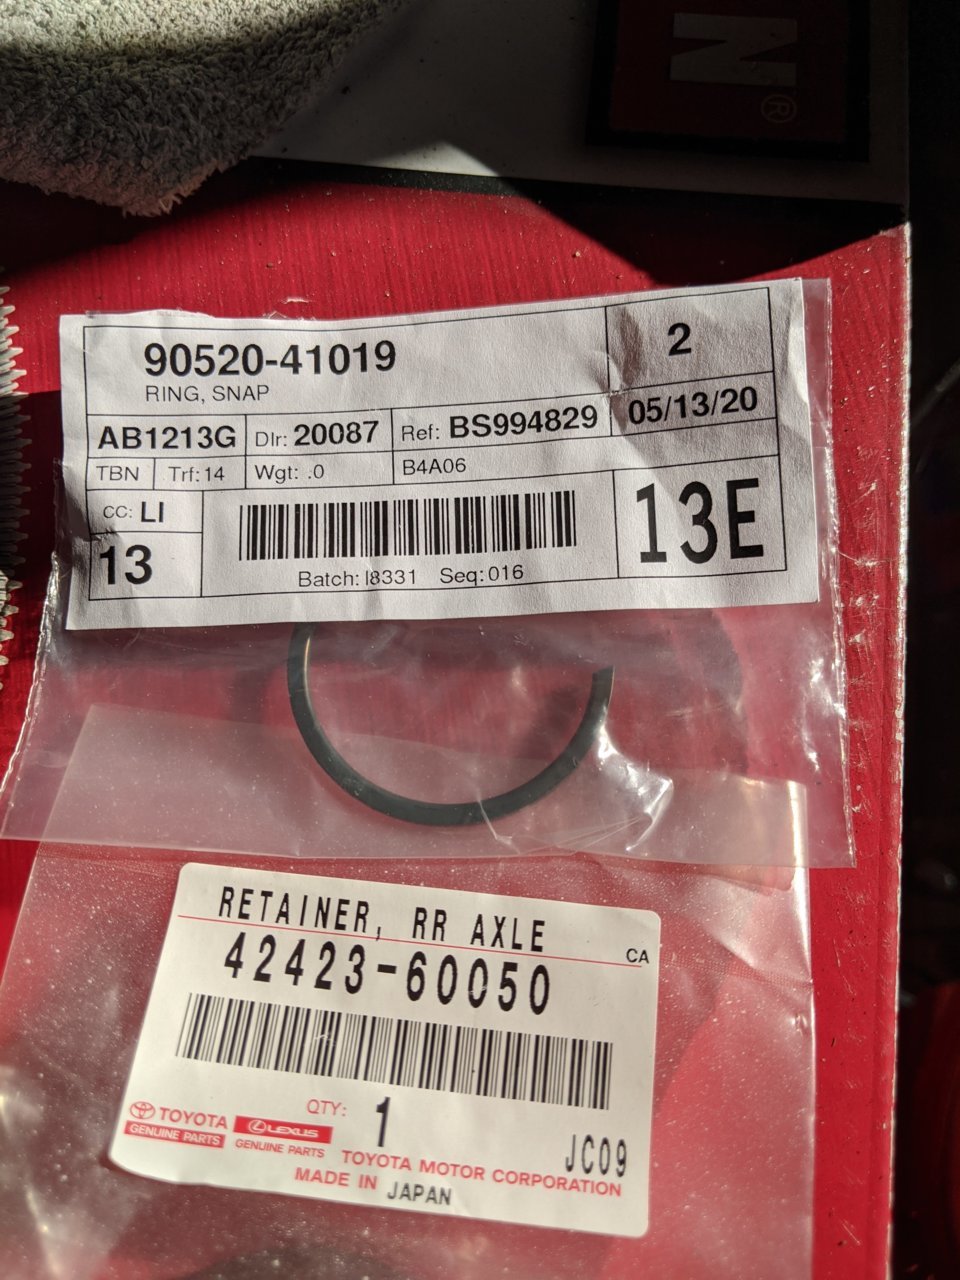 N®
90520-41019
2
RING, SNAP
AB1213G
Dlr: 20087
Ref: BS994829
05/13/20
TBN
Trf: 14
Wgt: .0
B4A06
CC: LI
13
13E
Batch: I8331 Seq: 016
RETAINER, RR AXLE
CA
42423-60050
QTY: 1
JC09
TOYOTA
GENUINE PARTS
LEXUS
GENUINE PARTS
TOYOTA MOTOR CORPORATION
MADE IN JAPAN